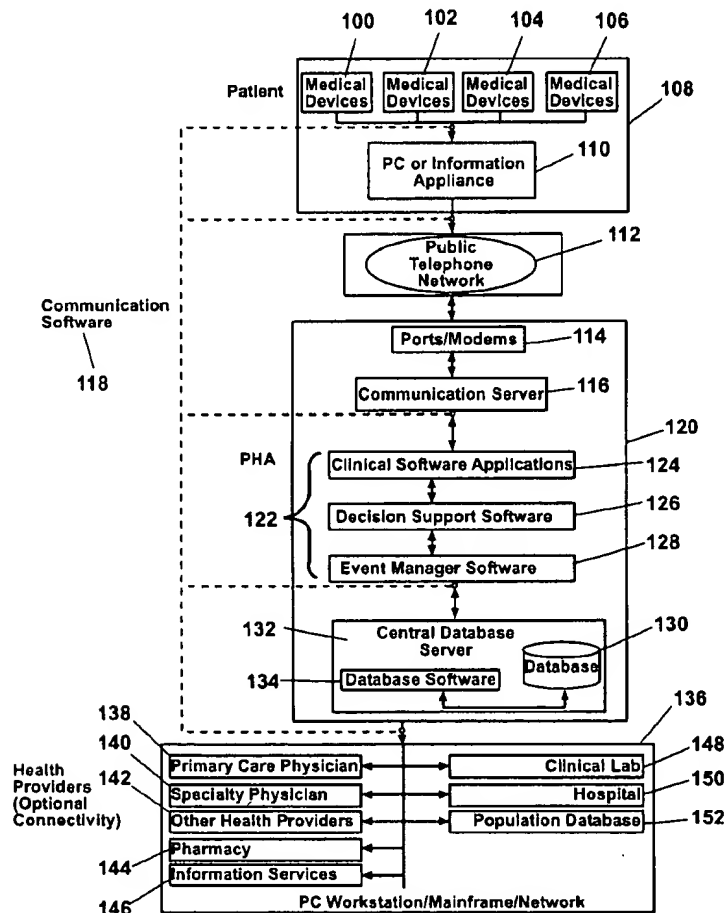 100
102
104
106
Patient
Medical Devices
Medical Devices
Medical Devices
Medical Devices
108
PC or Information
Appliance
110
Public
Telephone
Network
112
Communication
Software
118
Ports/Modems
114
Communication Server
116
120
PHA
122
Clinical Software Applications
124
Decision Support Software
126
Event Manager Software
128
132
Central Database
Server
130
Database
134
Database Software
136
138
Primary Care Physician
Clinical Lab
148
140
Specialty Physician
Hospital
150
Health
Providers
(Optional
Connectivity)
142
Other Health Providers
Population Database
152
144
Pharmacy
146
Information Services
PC Workstation/Mainframe/Network